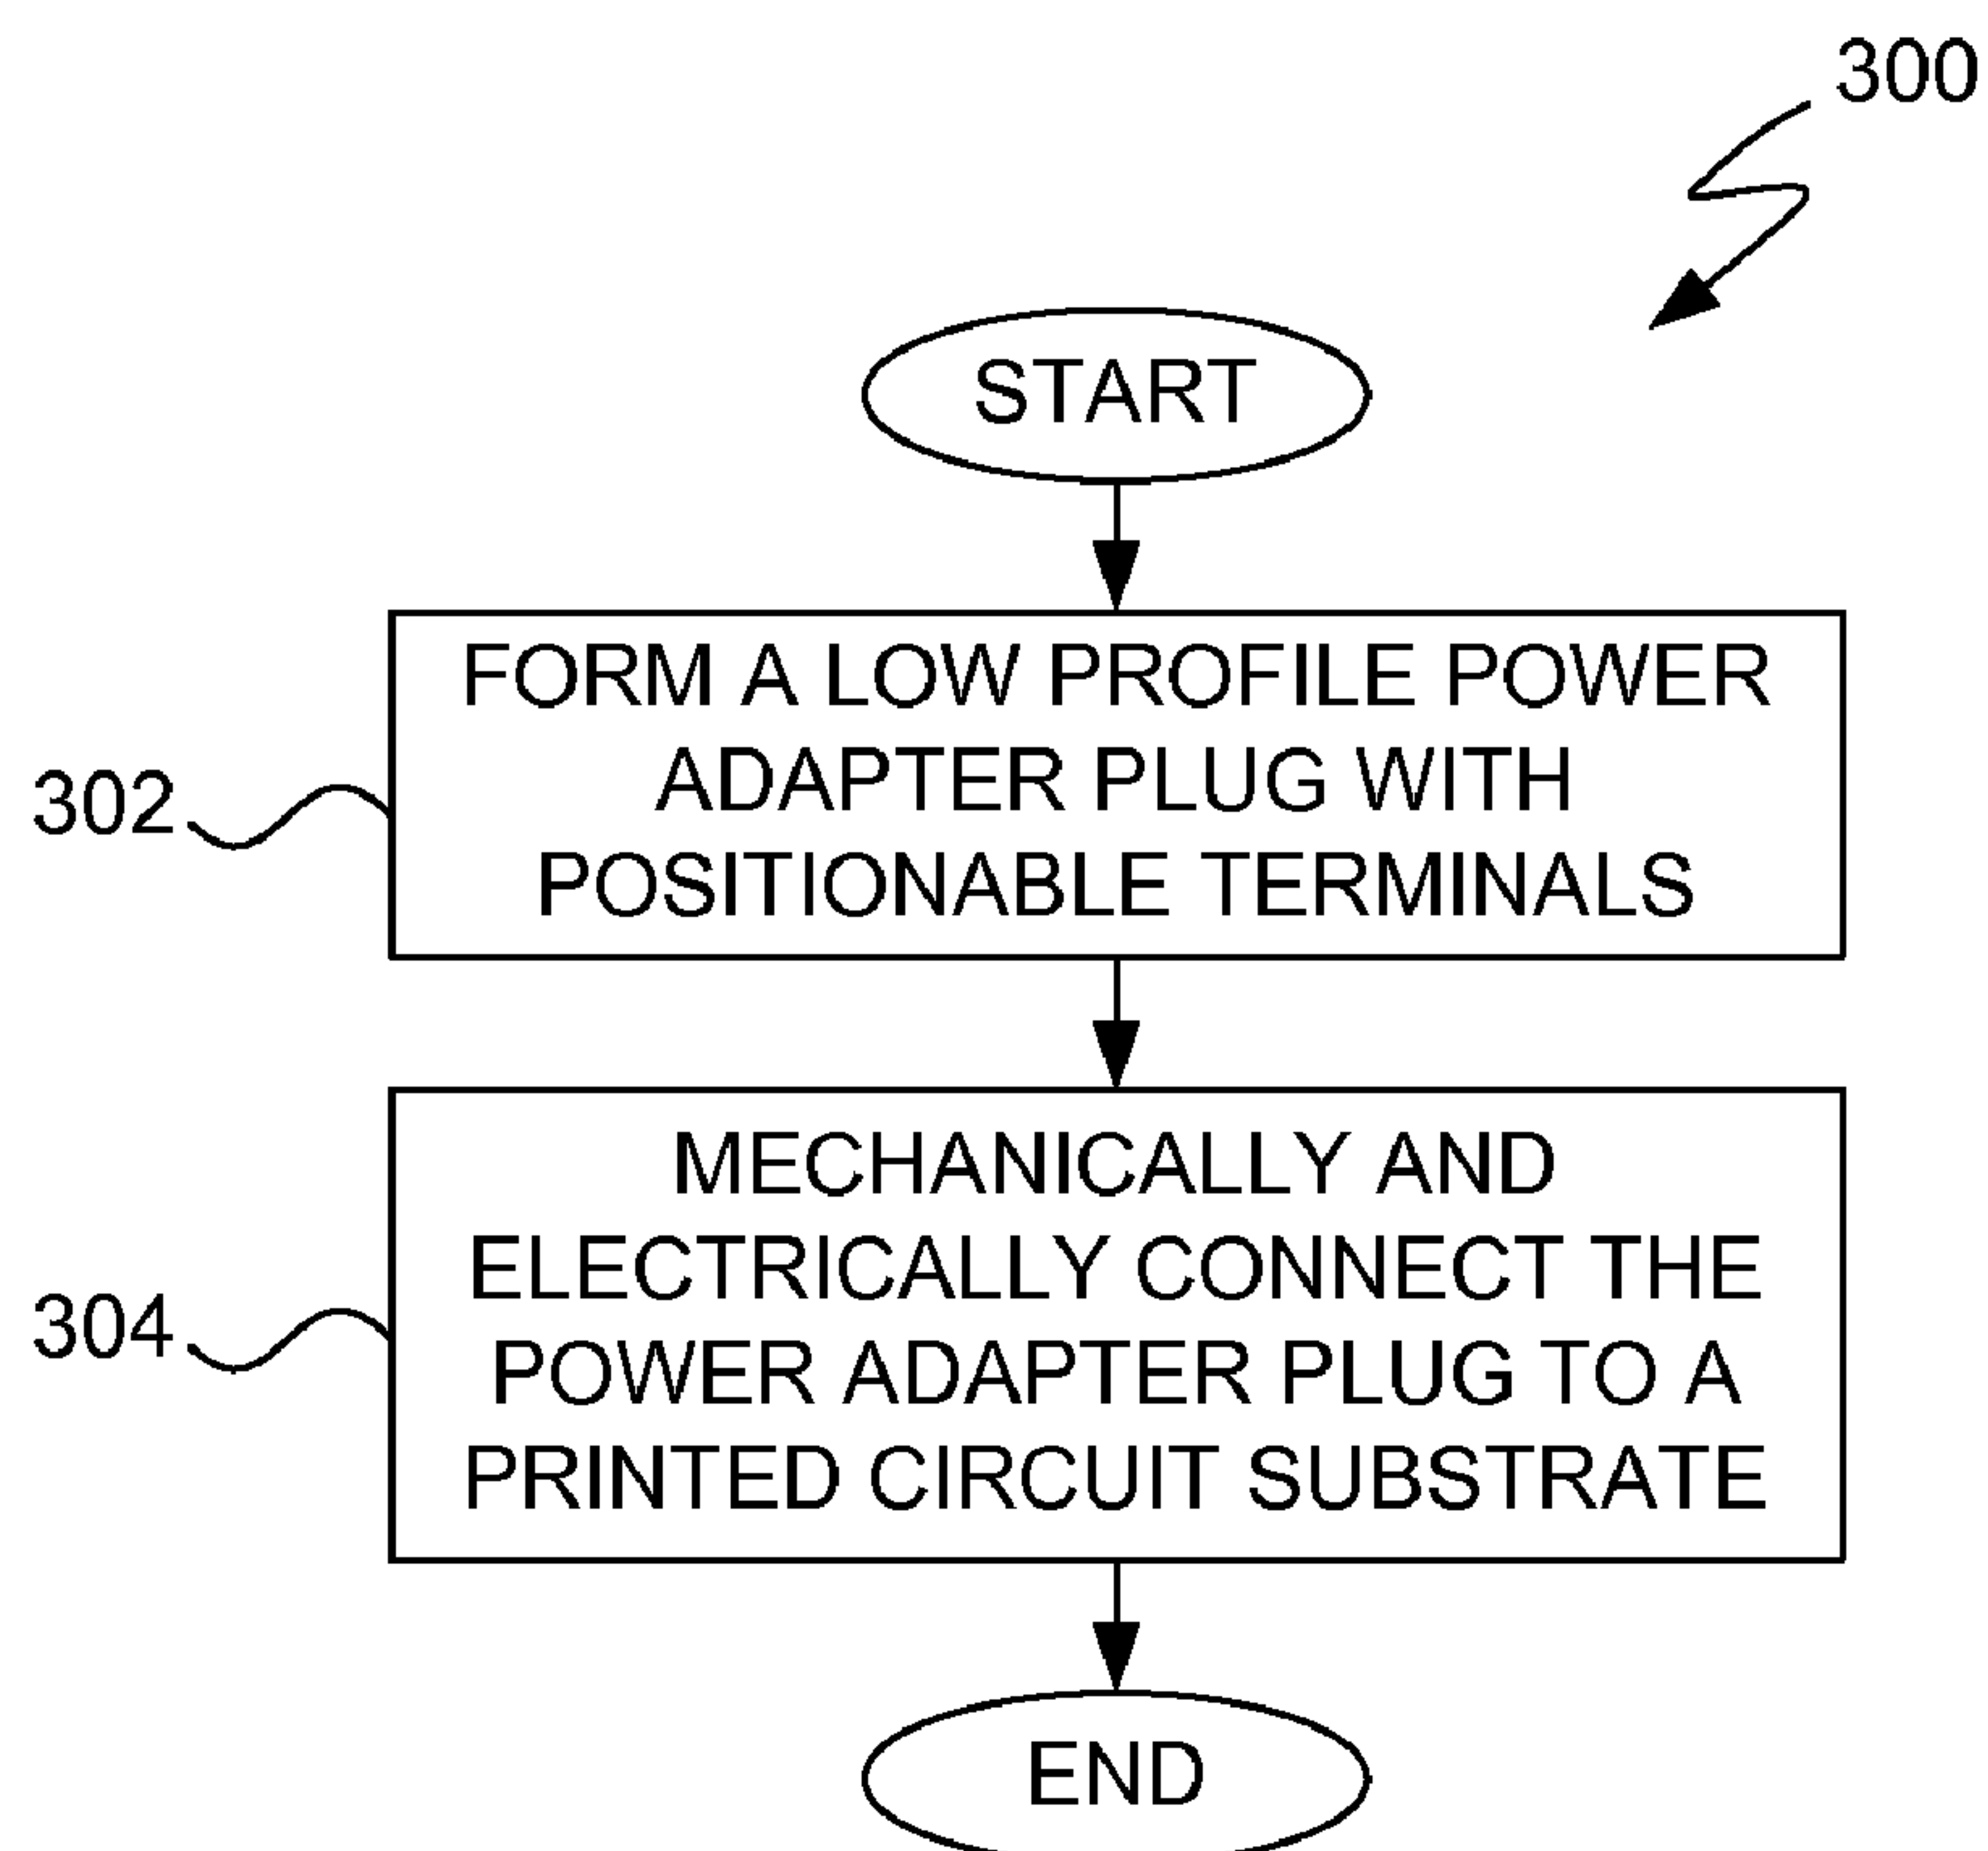 300
START
FORM A LOW PROFILE POWER
ADAPTER PLUG WITH
POSITIONABLE TERMINALS
302
MECHANICALLY AND
ELECTRICALLY CONNECT THE
POWER ADAPTER PLUG TO A
PRINTED CIRCUIT SUBSTRATE
304
END